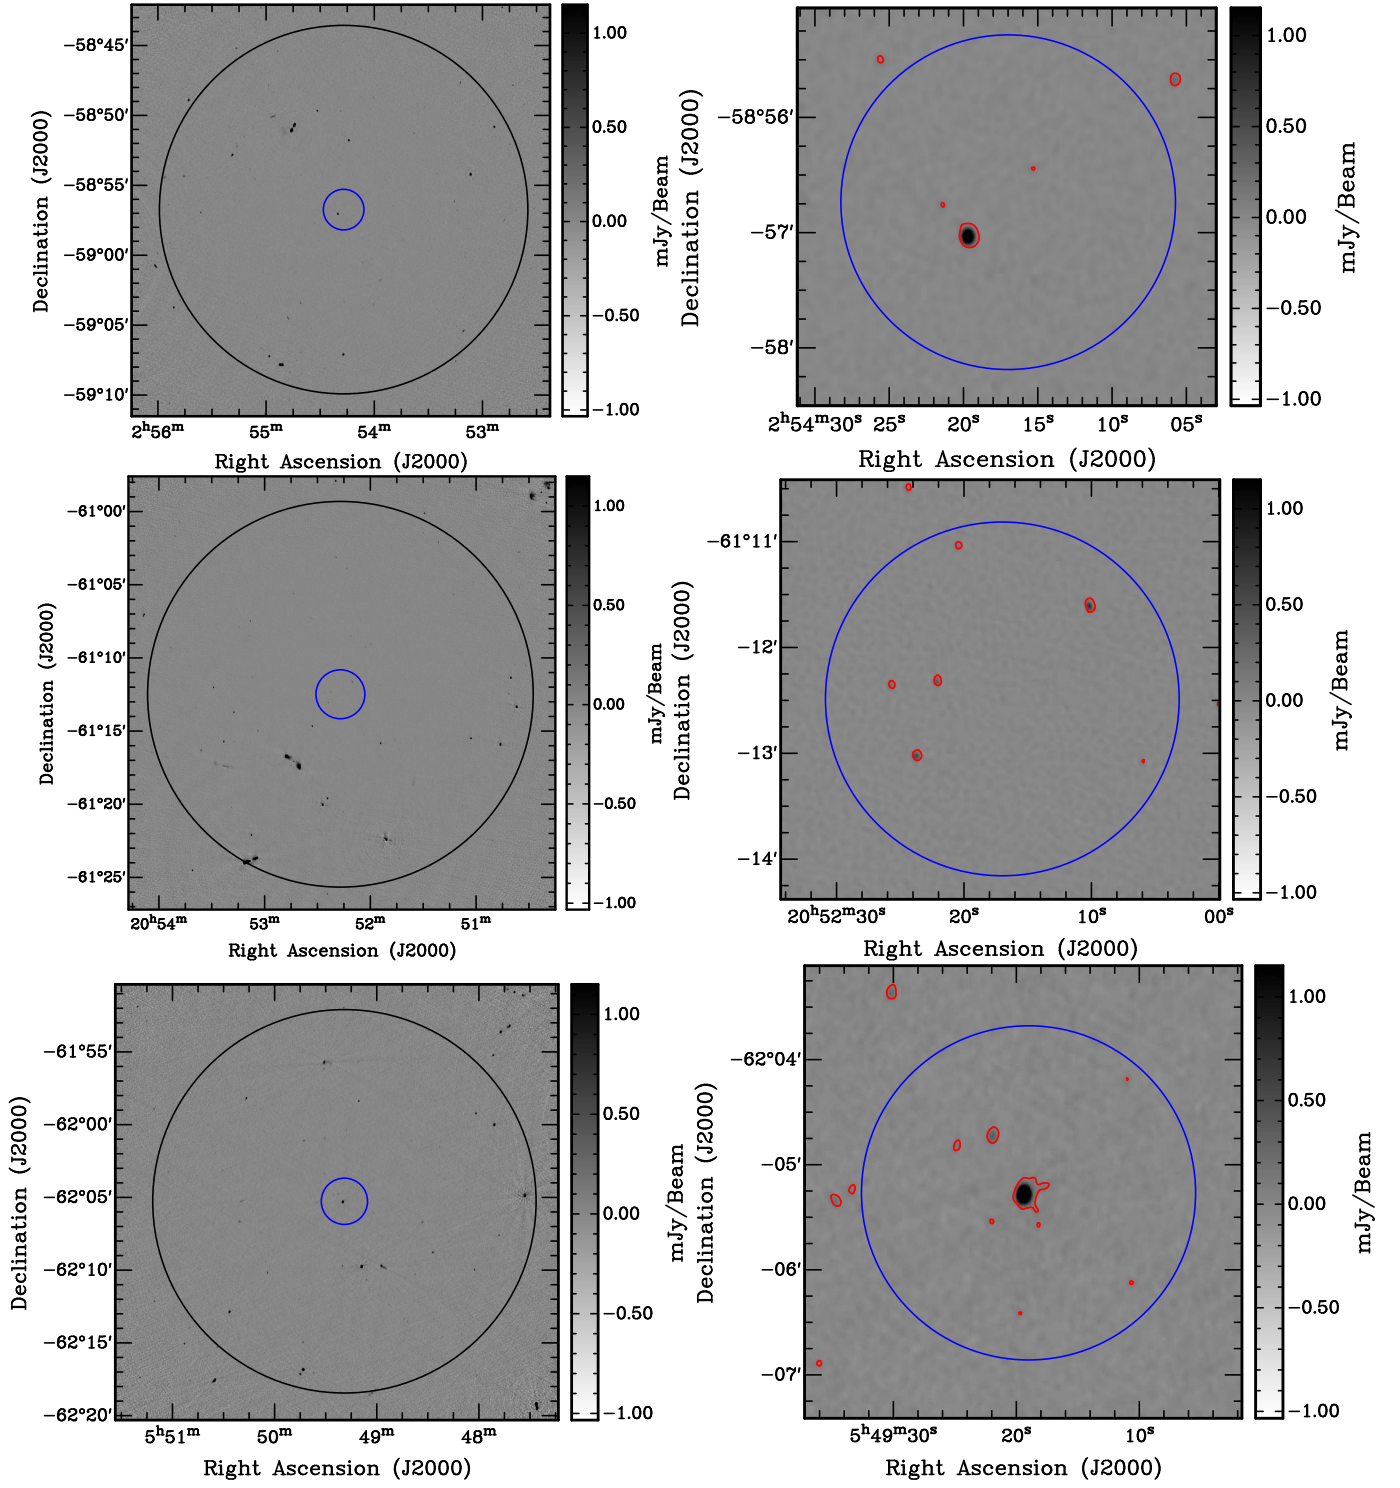 −58°45′
−58°50′
−58°55′
−59°00′
−59°05′
−59°10′
Declination (J2000)
2ʰ56ᵐ 55ᵐ 54ᵐ 53ᵐ
Right Ascension (J2000)
1.00
0.50
0.00
−0.50
−1.00
mJy/Beam
−58°56′
−57′
−58′
Declination (J2000)
2ʰ54ᵐ30ˢ 25ˢ 20ˢ 15ˢ 10ˢ 05ˢ
Right Ascension (J2000)
1.00
0.50
0.00
−0.50
−1.00
mJy/Beam
−61°00′
−61°05′
−61°10′
−61°15′
−61°20′
−61°25′
Declination (J2000)
20ʰ54ᵐ 53ᵐ 52ᵐ 51ᵐ
Right Ascension (J2000)
1.00
0.50
0.00
−0.50
−1.00
mJy/Beam
−61°11′
−12′
−13′
−14′
Declination (J2000)
20ʰ52ᵐ30ˢ 20ˢ 10ˢ 00ˢ
Right Ascension (J2000)
1.00
0.50
0.00
−0.50
−1.00
mJy/Beam
−61°55′
−62°00′
−62°05′
−62°10′
−62°15′
−62°20′
Declination (J2000)
5ʰ51ᵐ 50ᵐ 49ᵐ 48ᵐ
Right Ascension (J2000)
1.00
0.50
0.00
−0.50
−1.00
mJy/Beam
−62°04′
−05′
−06′
−07′
Declination (J2000)
5ʰ49ᵐ30ˢ 20ˢ 10ˢ
Right Ascension (J2000)
1.00
0.50
0.00
−0.50
−1.00
mJy/Beam